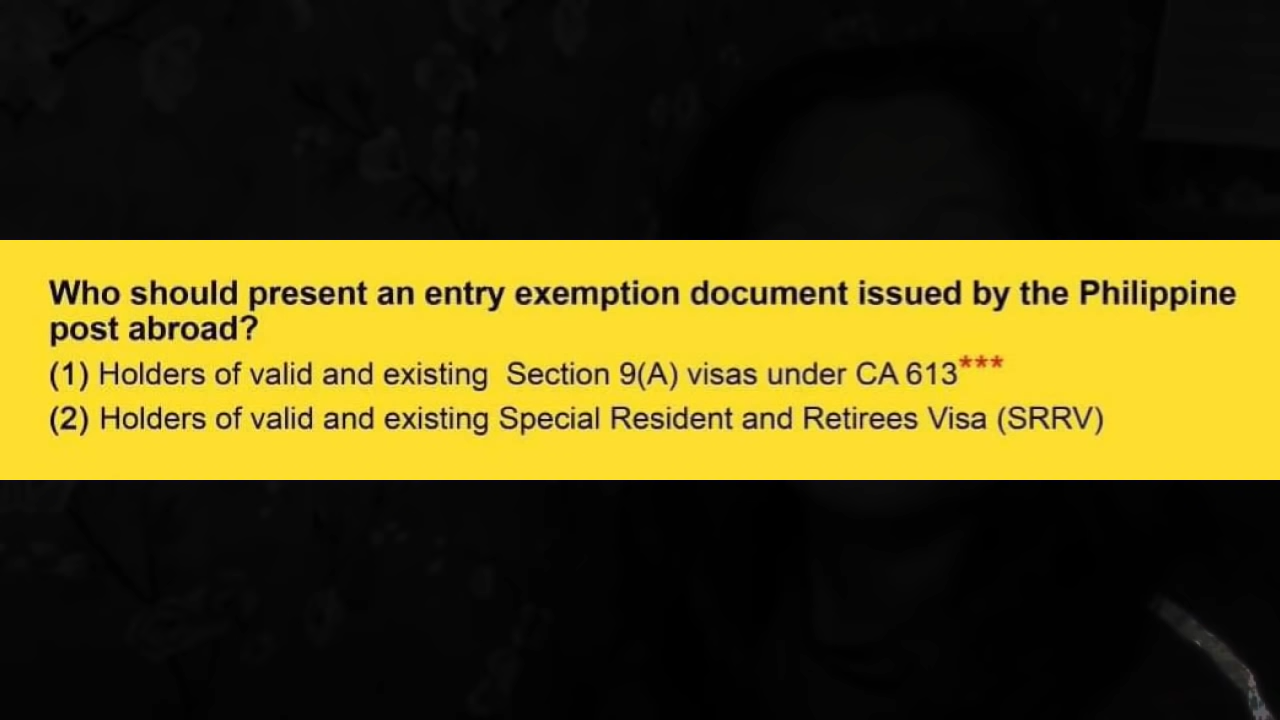 Who should present an entry exemption document issued by the Philippine
post abroad?
(1) Holders of valid and existing Section 9(A) visas under CA 613***
(2) Holders of valid and existing Special Resident and Retirees Visa (SRRV)